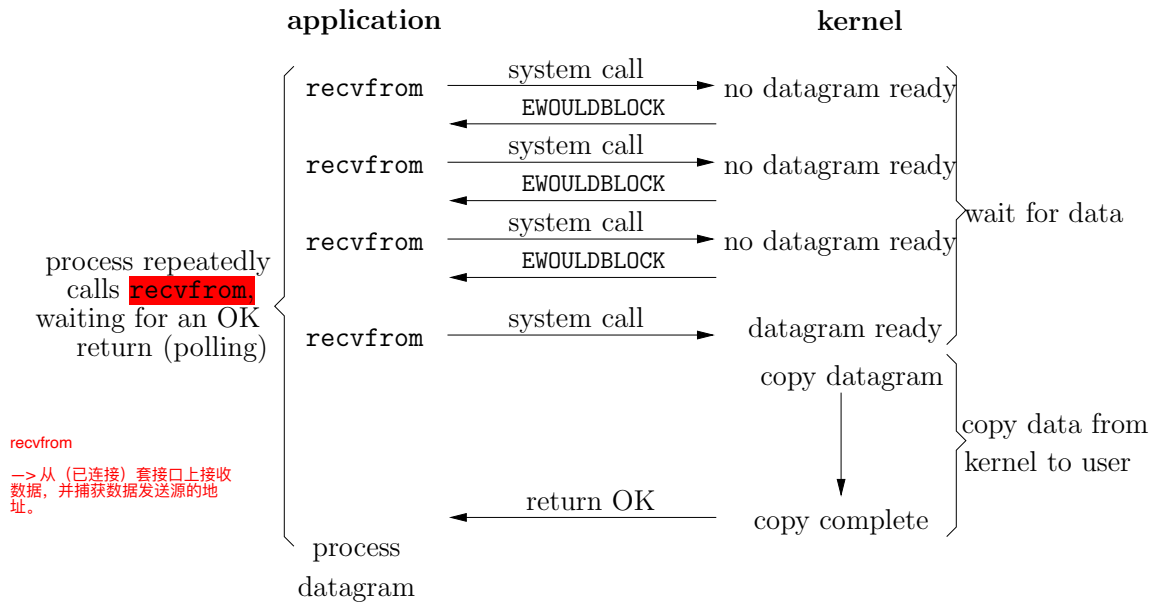 application
kernel
recvfrom
system call
no datagram ready
EWOULDBLOCK
recvfrom
system call
no datagram ready
EWOULDBLOCK
recvfrom
system call
no datagram ready
EWOULDBLOCK
wait for data
process repeatedly
calls recvfrom,
waiting for an OK
return (polling)
recvfrom
system call
datagram ready
copy datagram
copy data from
kernel to user
recvfrom
—> 从（已连接）套接口上接收
数据，并捕获数据发送源的地
址。
return OK
copy complete
process
datagram